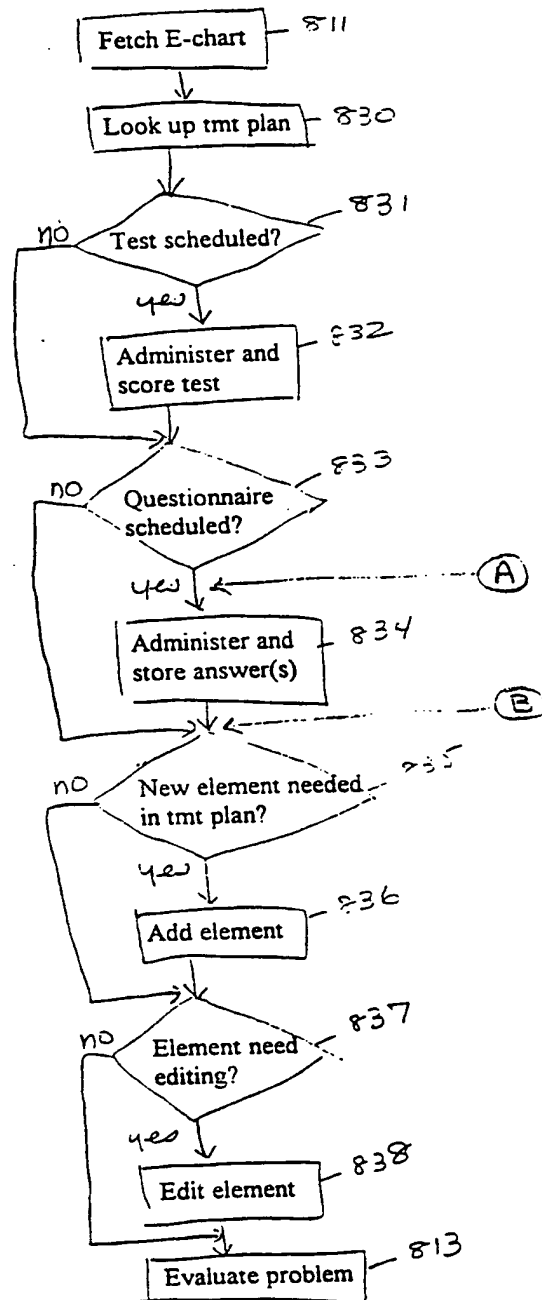 Fetch E-chart
811
Look up tmt plan
830
831
no
Test scheduled?
yes
832
Administer and
score test
833
no
Questionnaire
scheduled?
yes
A
834
Administer and
store answer(s)
B
835
no
New element needed
in tmt plan?
yes
836
Add element
837
no
Element need
editing?
yes
838
Edit element
813
Evaluate problem